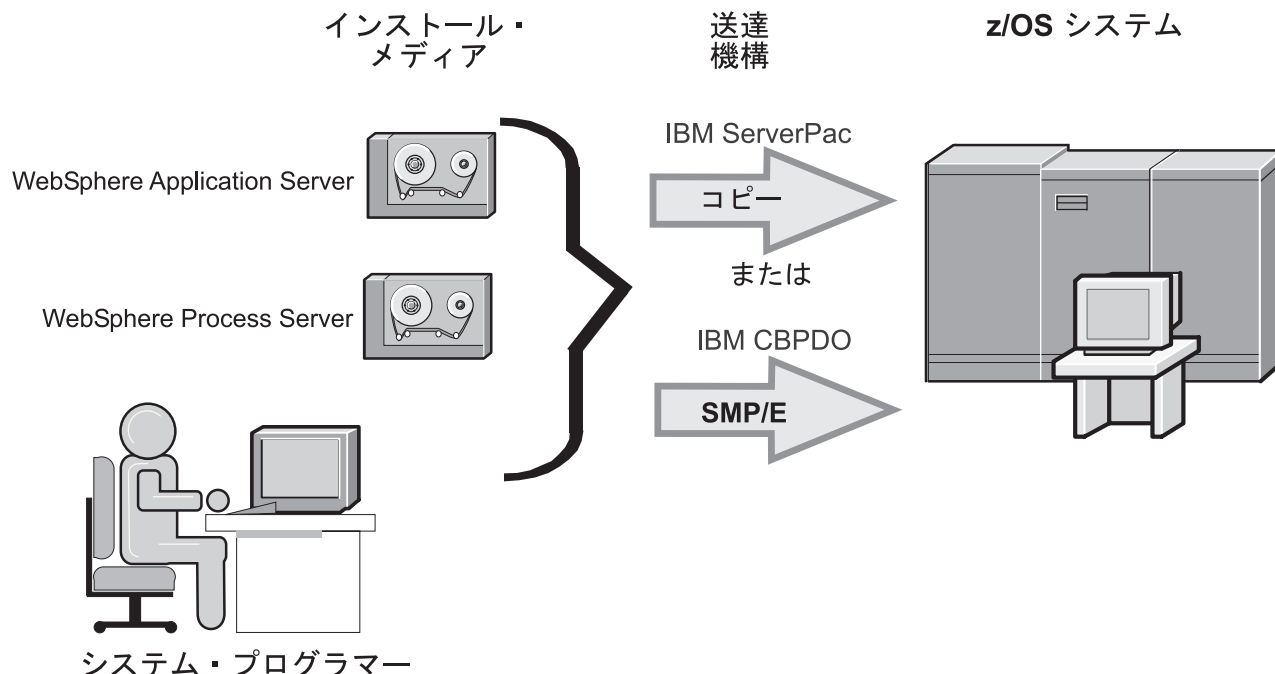 インストール・
メディア
送達
機構
z/OS システム
WebSphere Application Server
WebSphere Process Server
IBM ServerPac
コピー
または
IBM CBPDO
SMP/E
システム・プログラマー